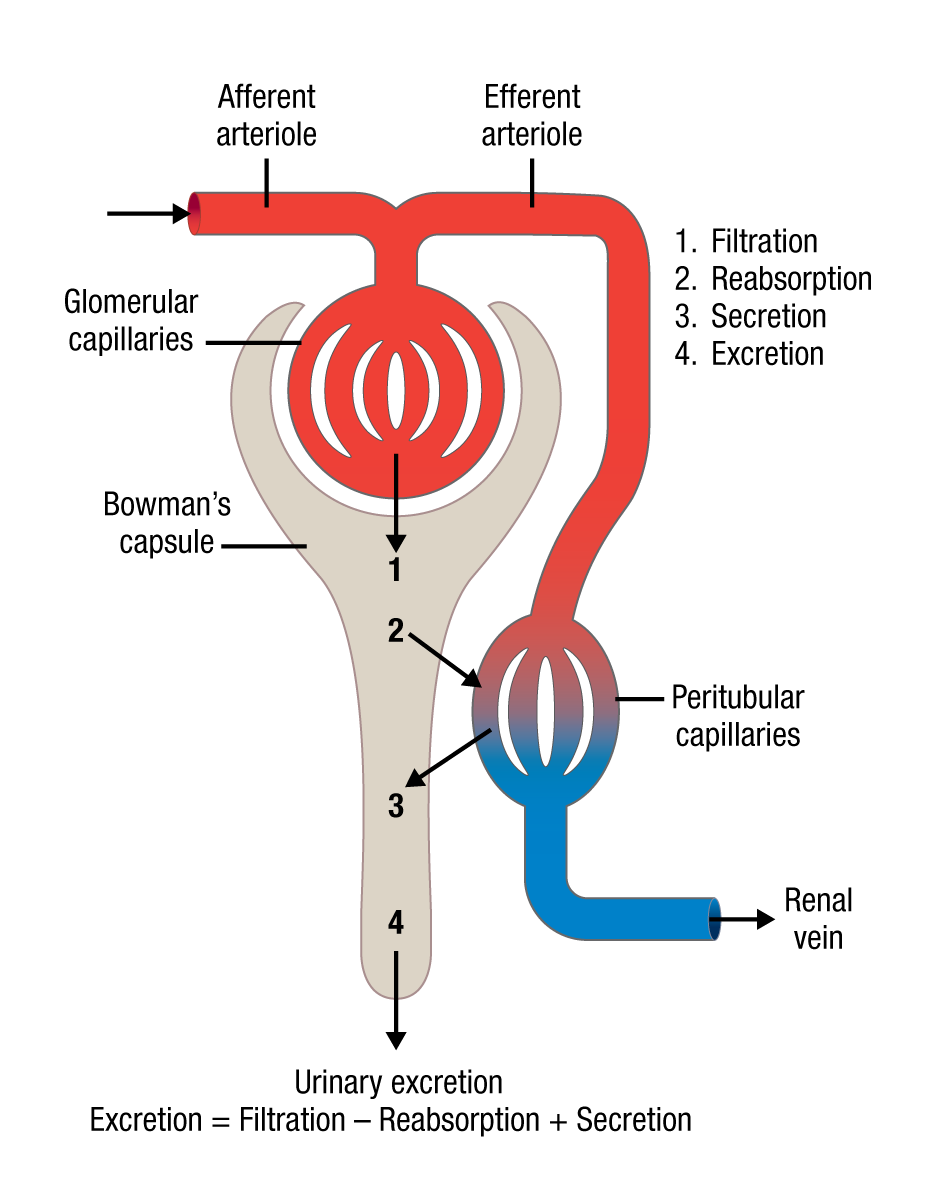 Afferent
arteriole
Efferent
arteriole
1. Filtration
2. Reabsorption
3. Secretion
4. Excretion
Glomerular
capillaries
Bowman’s
capsule
1
2
Peritubular
capillaries
3
4
Renal
vein
Urinary excretion
Excretion = Filtration – Reabsorption + Secretion